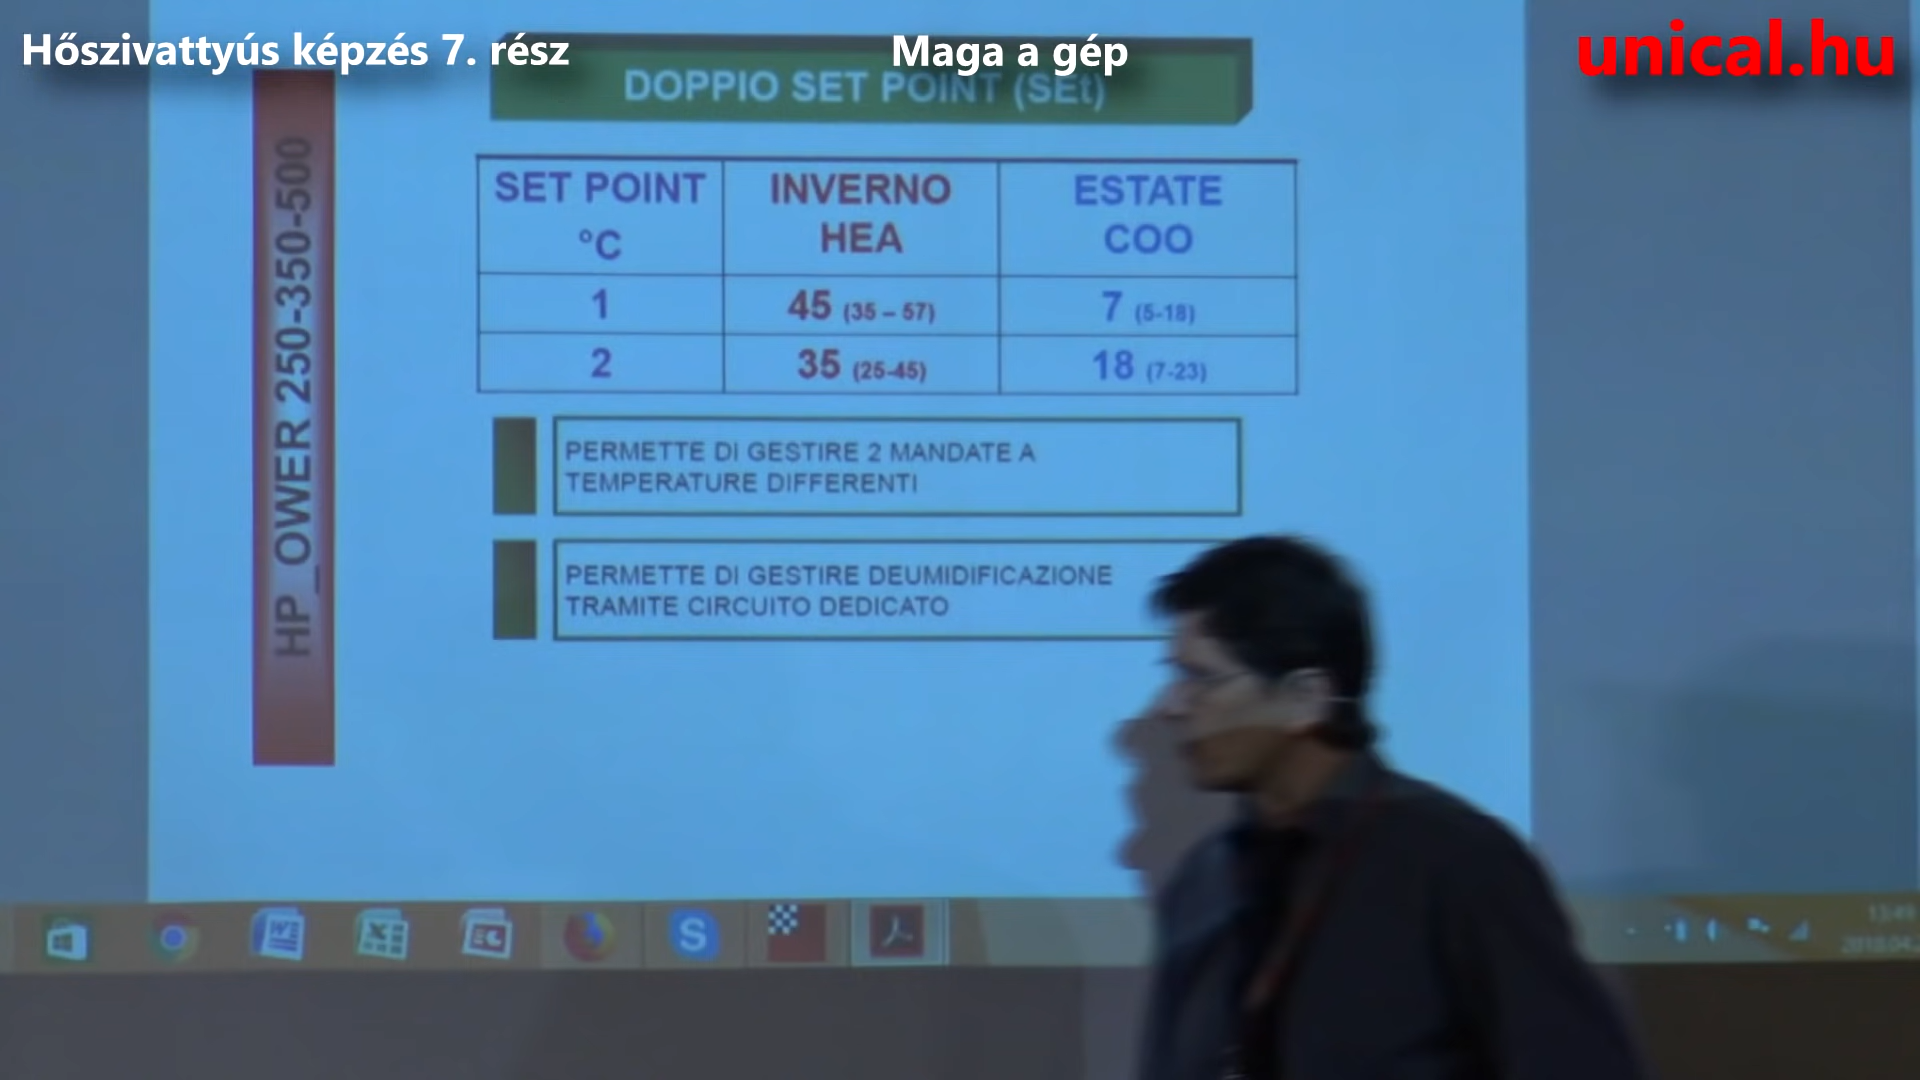 Hőszivattyús képzés 7. rész
Maga a gép
unical.hu
DOPPIO SET POINT (SEt)
HP_OWER 250-350-500
SET POINT °C
INVERNO HEA
ESTATE COO
1
45 (35 – 57)
7 (5-18)
2
35 (25-45)
18 (7-23)
PERMETTE DI GESTIRE 2 MANDATE A
TEMPERATURE DIFFERENTI
PERMETTE DI GESTIRE DEUMIDIFICAZIONE
TRAMITE CIRCUITO DEDICATO